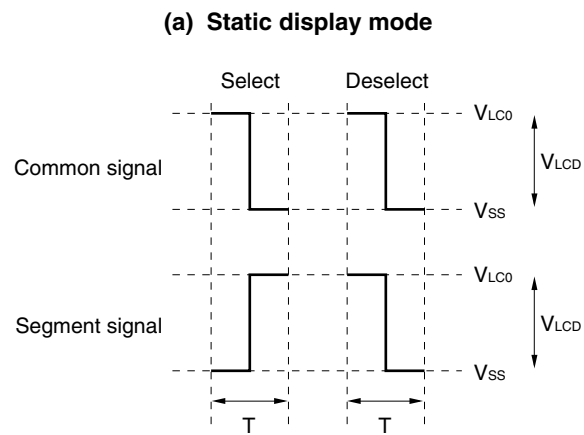 (a) Static display mode
Select Deselect
VLC0
Common signal
VLCD
VSS
VLC0
Segment signal
VLCD
VSS
T T